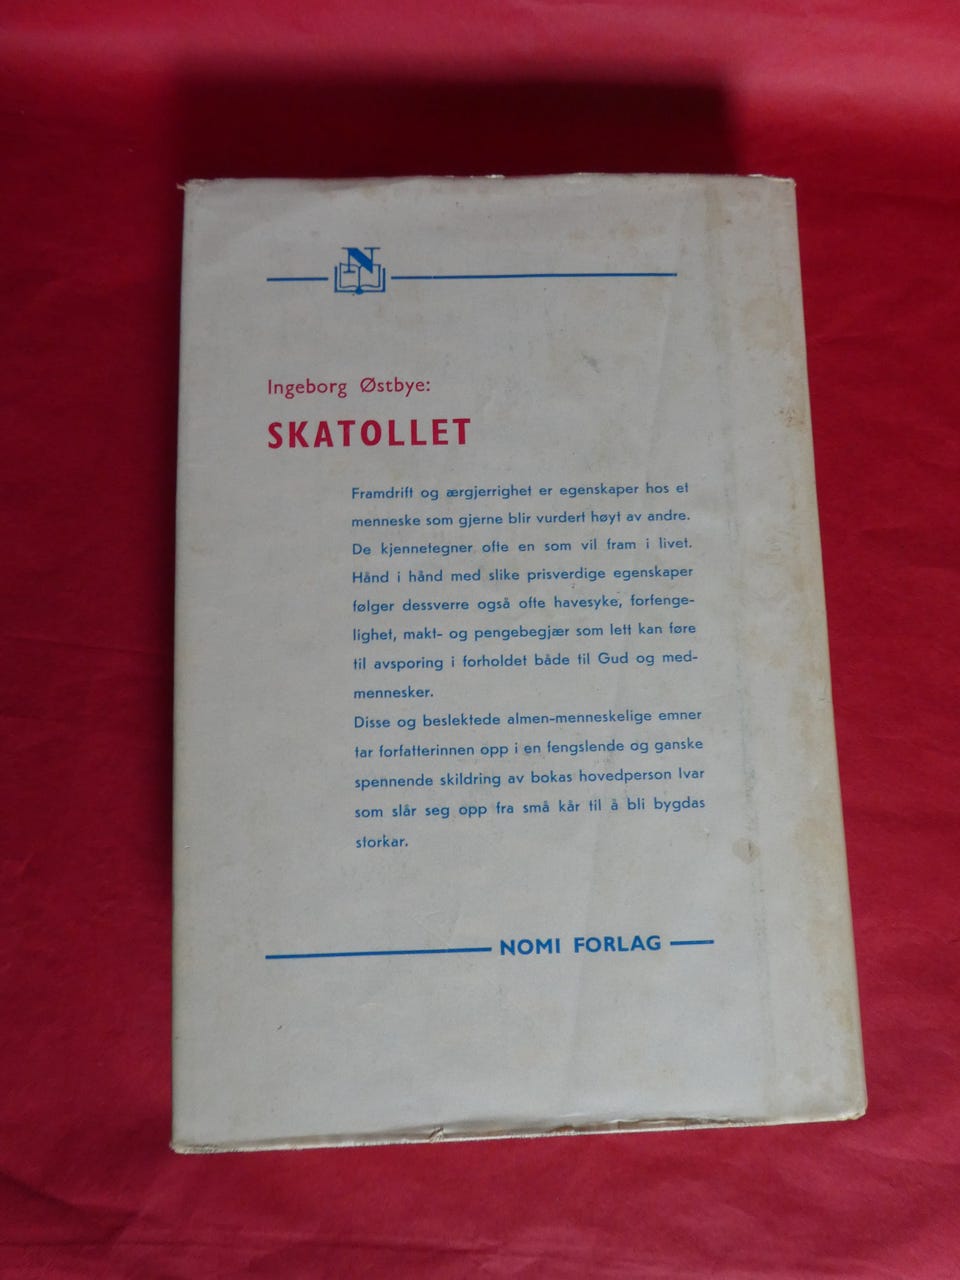 N
Ingeborg Østbye:
SKATOLLET
Framdrift og ærgjerrighet er egenskaper hos et
menneske som gjerne blir vurdert høyt av andre.
De kjennetegner ofte en som vil fram i livet.
Hånd i hånd med slike prisverdige egenskaper
følger dessverre også ofte havesyke, forfenge-
lighet, makt- og pengebegjær som lett kan føre
til avsporing i forholdet både til Gud og med-
mennesker.
Disse og beslektede almen-menneskelige emner
tar forfatterinnen opp i en fengslende og ganske
spennende skildring av bokas hovedperson Ivar
som slår seg opp fra små kår til å bli bygdas
storkar.
NOMI FORLAG